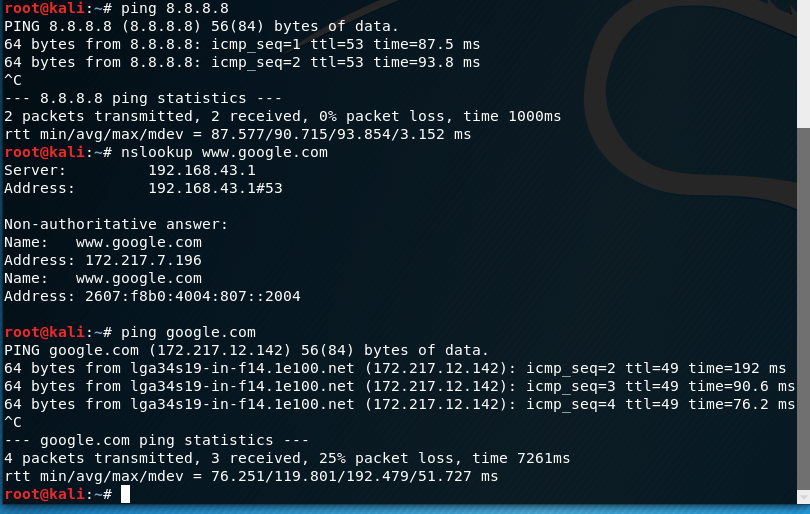 root@kali:~# ping 8.8.8.8
PING 8.8.8.8 (8.8.8.8) 56(84) bytes of data.
64 bytes from 8.8.8.8: icmp_seq=1 ttl=53 time=87.5 ms
64 bytes from 8.8.8.8: icmp_seq=2 ttl=53 time=93.8 ms
^C
--- 8.8.8.8 ping statistics ---
2 packets transmitted, 2 received, 0% packet loss, time 1000ms
rtt min/avg/max/mdev = 87.577/90.715/93.854/3.152 ms
root@kali:~# nslookup www.google.com
Server:         192.168.43.1
Address:        192.168.43.1#53
Non-authoritative answer:
Name:   www.google.com
Address: 172.217.7.196
Name:   www.google.com
Address: 2607:f8b0:4004:807::2004
root@kali:~# ping google.com
PING google.com (172.217.12.142) 56(84) bytes of data.
64 bytes from lga34s19-in-f14.1e100.net (172.217.12.142): icmp_seq=2 ttl=49 time=192 ms
64 bytes from lga34s19-in-f14.1e100.net (172.217.12.142): icmp_seq=3 ttl=49 time=90.6 ms
64 bytes from lga34s19-in-f14.1e100.net (172.217.12.142): icmp_seq=4 ttl=49 time=76.2 ms
^C
--- google.com ping statistics ---
4 packets transmitted, 3 received, 25% packet loss, time 7261ms
rtt min/avg/max/mdev = 76.251/119.801/192.479/51.727 ms
root@kali:~#